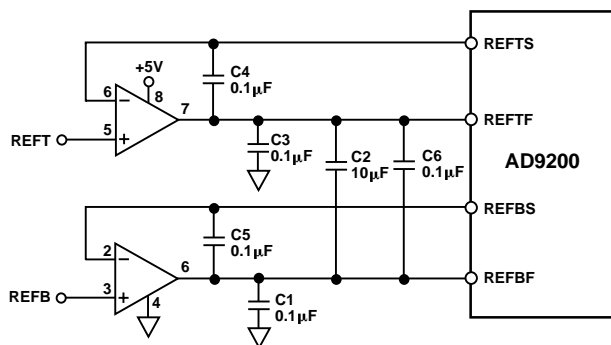 REFTS
+5V
C4
0.1µF
6
8
7
REFTF
REFT
5
C3
0.1µF
C2
10µF
C6
0.1µF
AD9200
REFBS
C5
0.1µF
2
6
REFBF
REFB
3
4
C1
0.1µF